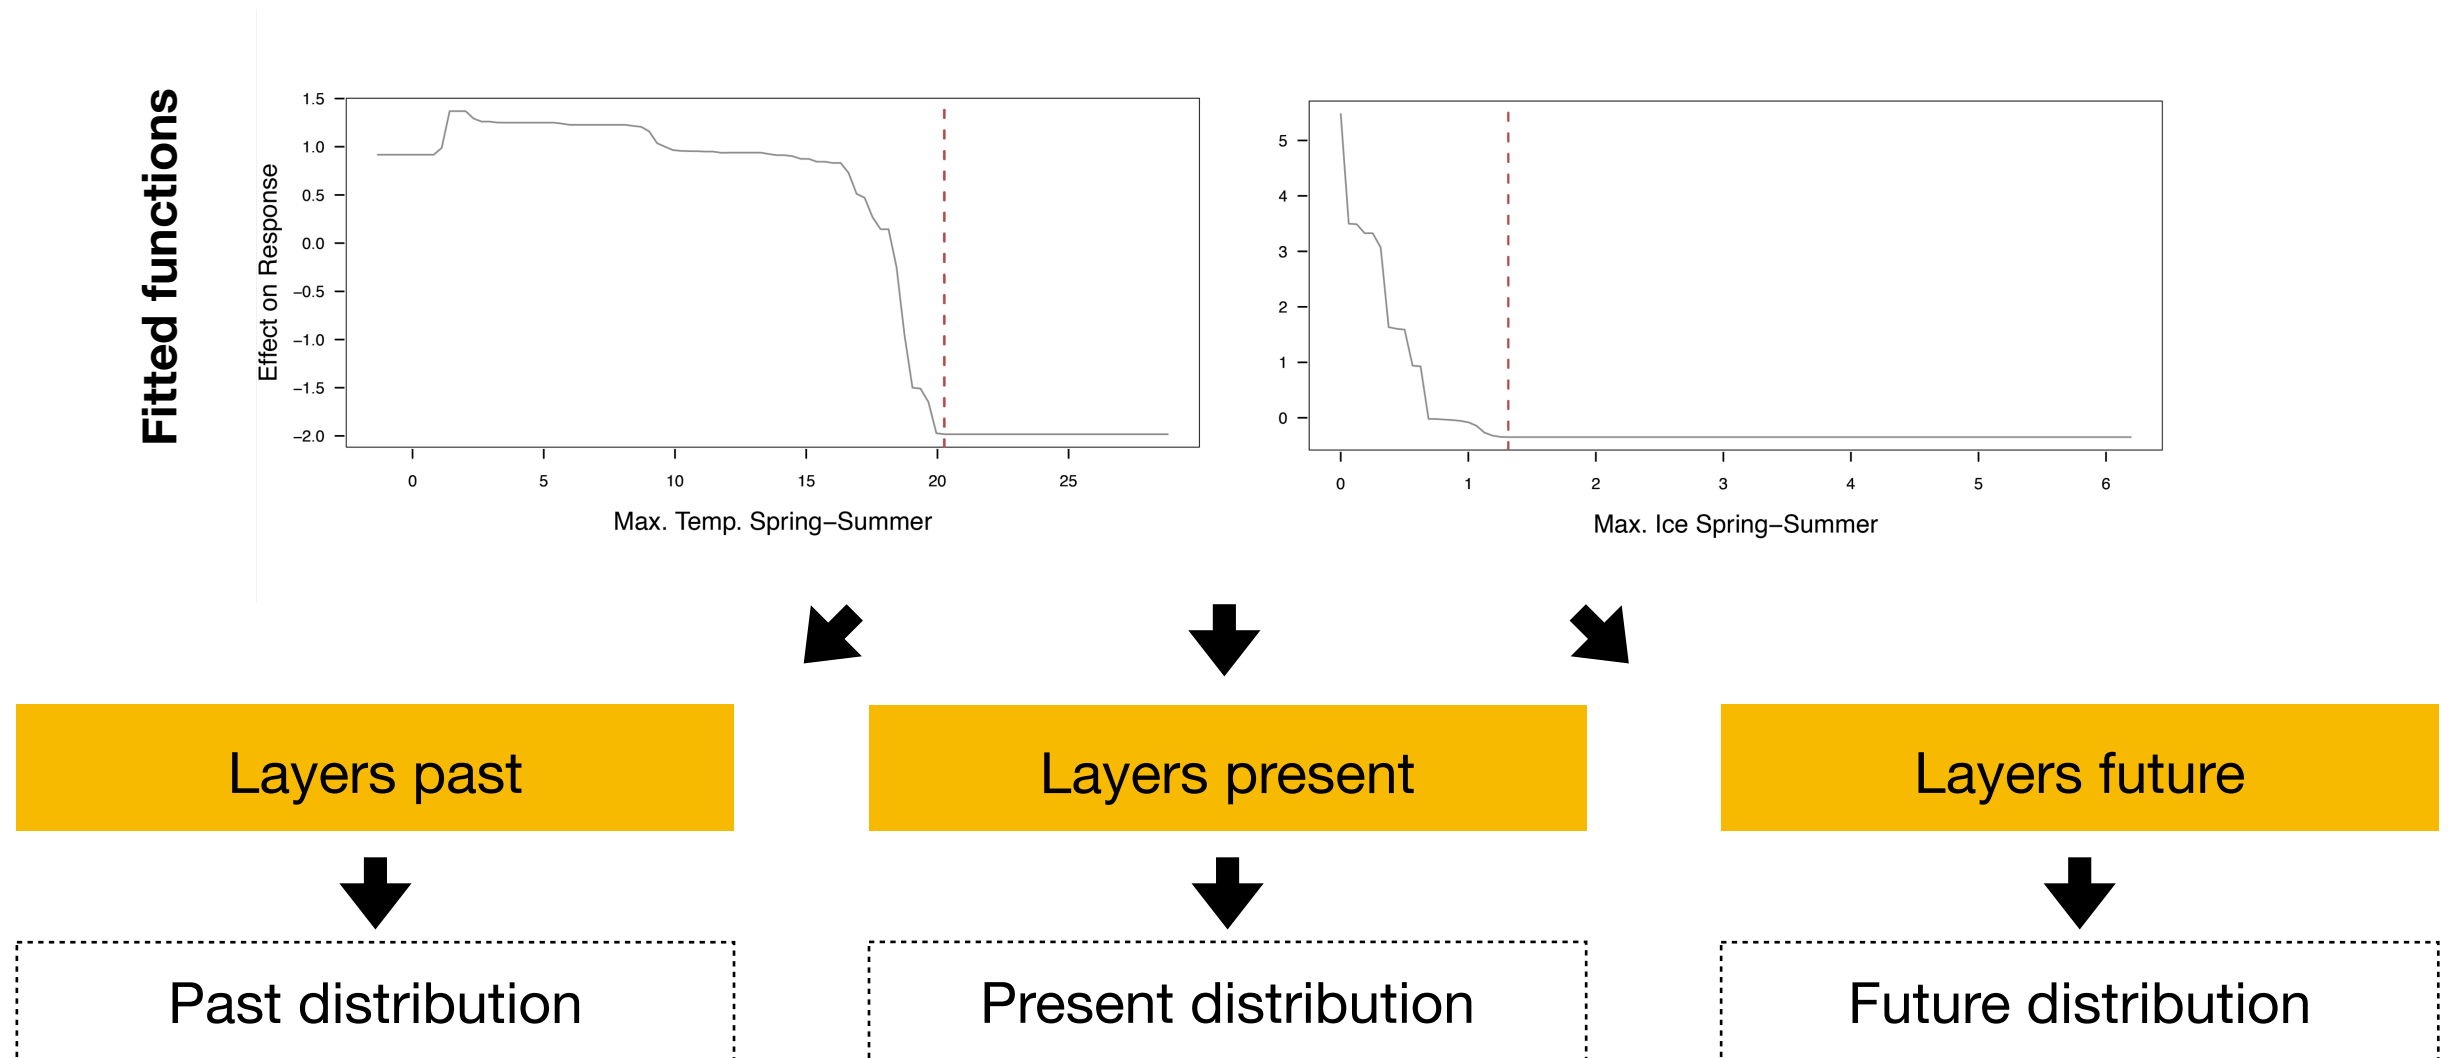 Fitted functions
Effect on Response
1.5
1.0
0.5
0.0
−0.5
−1.0
−1.5
−2.0
0 5 10 15 20 25
Max. Temp. Spring−Summer
5
4
3
2
1
0
0 1 2 3 4 5 6
Max. Ice Spring−Summer
Layers past
Layers present
Layers future
Past distribution
Present distribution
Future distribution